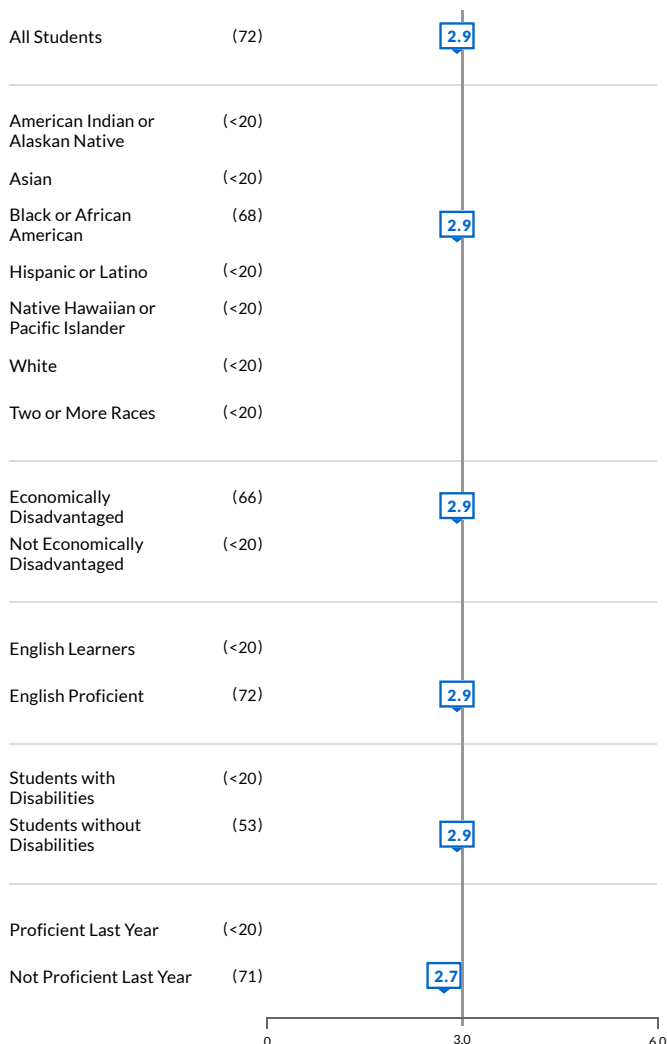 All Students (72) 2.9
American Indian or (<20)
Alaskan Native
Asian (<20)
Black or African (68) 2.9
American
Hispanic or Latino (<20)
Native Hawaiian or (<20)
Pacific Islander
White (<20)
Two or More Races (<20)
Economically (66) 2.9
Disadvantaged
Not Economically (<20)
Disadvantaged
English Learners (<20)
English Proficient (72) 2.9
Students with (<20)
Disabilities
Students without (53) 2.9
Disabilities
Proficient Last Year (<20)
Not Proficient Last Year (71) 2.7
0 3.0 6.0